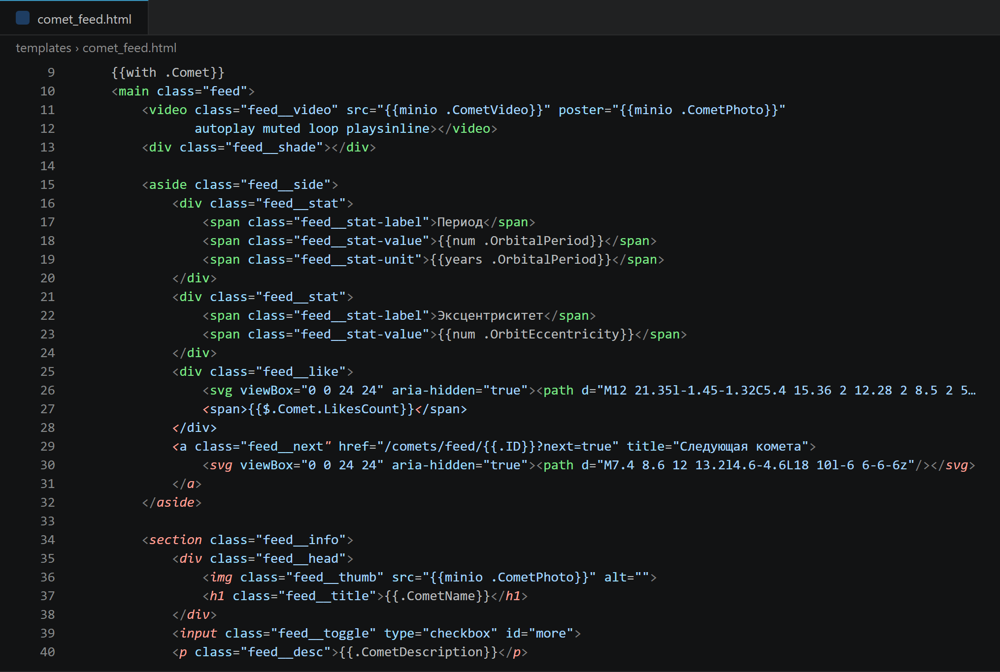 comet_feed.html
templates › comet_feed.html
9 {{with .Comet}}
10 <main class="feed">
11 <video class="feed__video" src="{{minio .CometVideo}}" poster="{{minio .CometPhoto}}"
12 autoplay muted loop playsinline></video>
13 <div class="feed__shade"></div>
14
15 <aside class="feed__side">
16 <div class="feed__stat">
17 <span class="feed__stat-label">Период</span>
18 <span class="feed__stat-value">{{num .OrbitalPeriod}}</span>
19 <span class="feed__stat-unit">{{years .OrbitalPeriod}}</span>
20 </div>
21 <div class="feed__stat">
22 <span class="feed__stat-label">Эксцентриситет</span>
23 <span class="feed__stat-value">{{num .OrbitEccentricity}}</span>
24 </div>
25 <div class="feed__like">
26 <svg viewBox="0 0 24 24" aria-hidden="true"><path d="M12 21.35l-1.45-1.32C5.4 15.36 2 12.28 2 8.5 2 5…
27 <span>{{$.Comet.LikesCount}}</span>
28 </div>
29 <a class="feed__next" href="/comets/feed/{{.ID}}?next=true" title="Следующая комета">
30 <svg viewBox="0 0 24 24" aria-hidden="true"><path d="M7.4 8.6 12 13.2l4.6-4.6L18 10l-6 6-6-6z"/></svg>
31 </a>
32 </aside>
33
34 <section class="feed__info">
35 <div class="feed__head">
36 <img class="feed__thumb" src="{{minio .CometPhoto}}" alt="">
37 <h1 class="feed__title">{{.CometName}}</h1>
38 </div>
39 <input class="feed__toggle" type="checkbox" id="more">
40 <p class="feed__desc">{{.CometDescription}}</p>